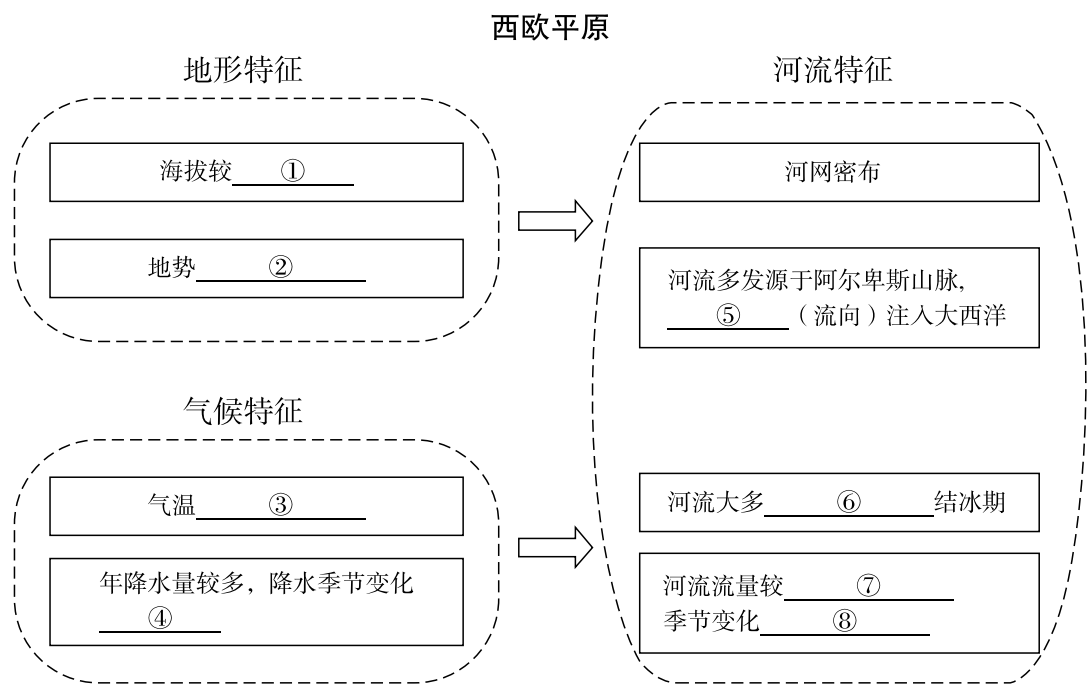 西欧平原
地形特征
海拔较①
地势②
气候特征
气温③
年降水量较多，降水季节变化
④
河流特征
河网密布
河流多发源于阿尔卑斯山脉，
⑤（流向）注入大西洋
河流大多⑥结冰期
河流流量较⑦
季节变化⑧